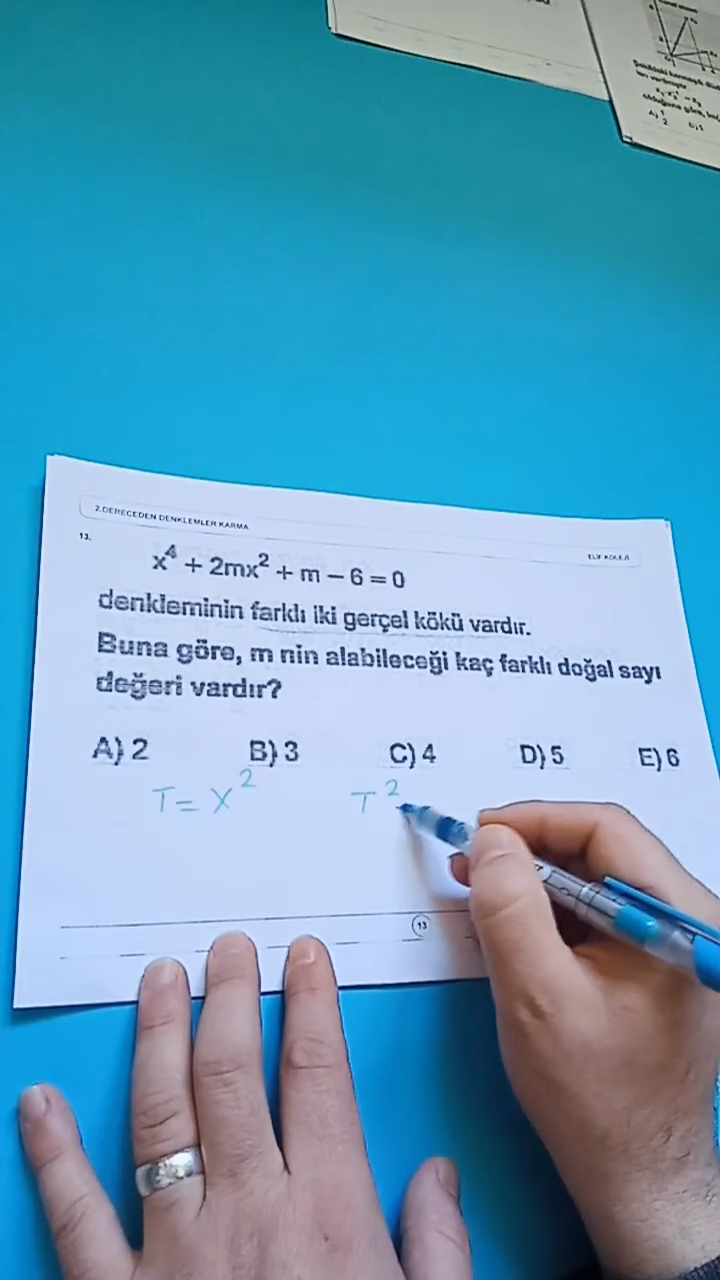 2.DERECEDEN DENKLEMLER KARMA
13.
x⁴ + 2mx² + m − 6 = 0
denkleminin farklı iki gerçel kökü vardır.
Buna göre, m nin alabileceği kaç farklı doğal sayı
değeri vardır?
A) 2 B) 3 C) 4 D) 5 E) 6
T = x² T²
13